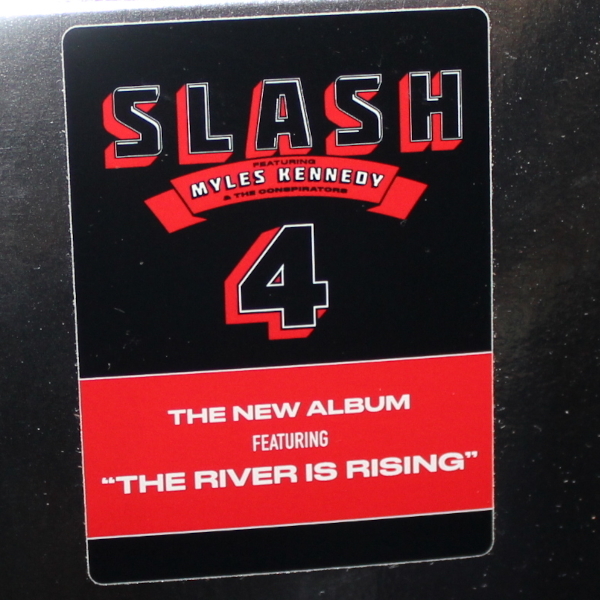 SLASH
FEATURING
MYLES KENNEDY
& THE CONSPIRATORS
4
THE NEW ALBUM
FEATURING
“THE RIVER IS RISING”